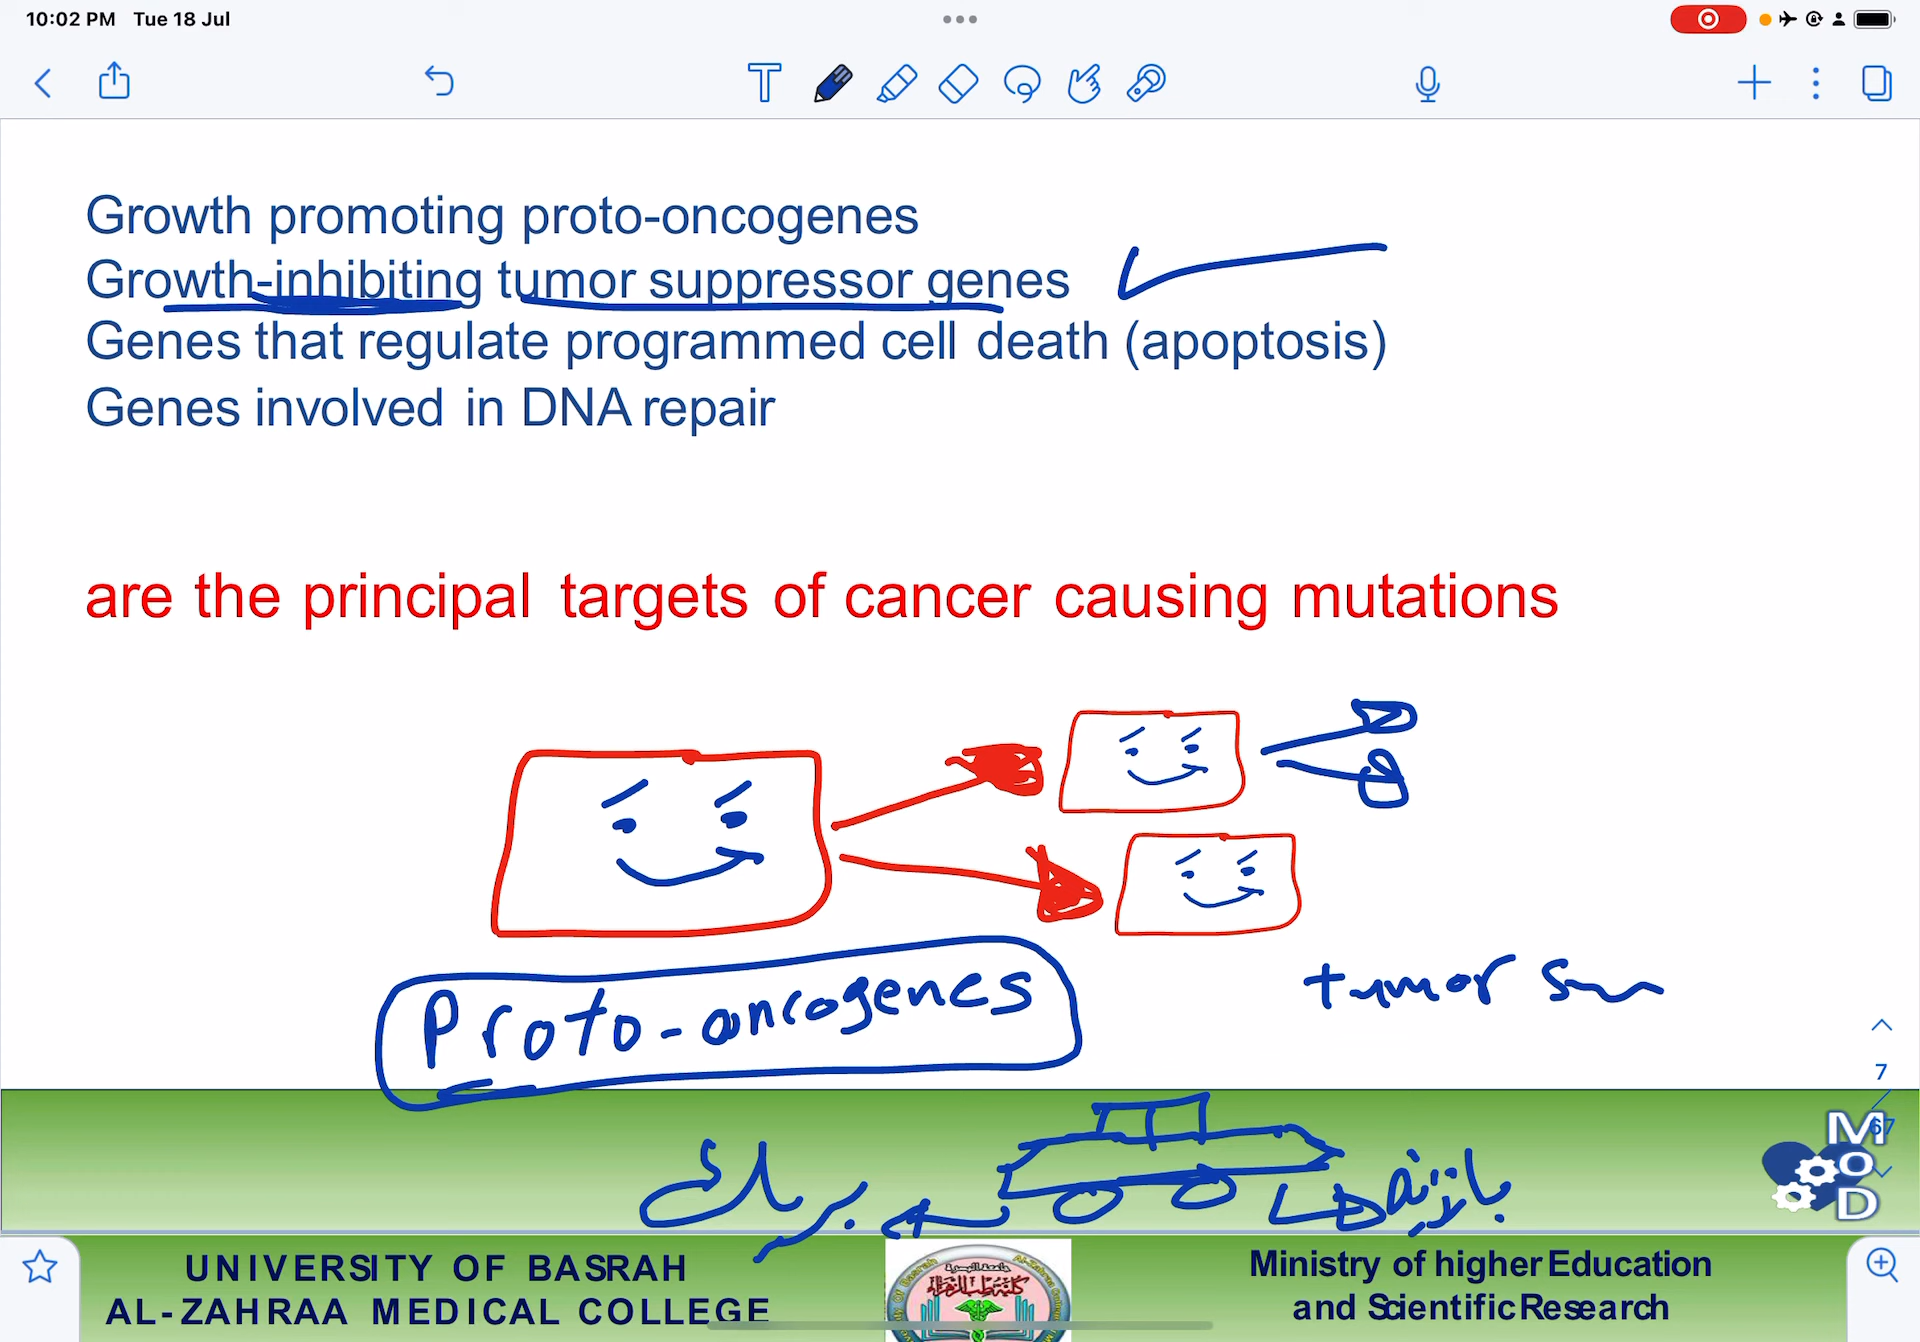 10:02 PM Tue 18 Jul
Growth promoting proto-oncogenes
Growth-inhibiting tumor suppressor genes
Genes that regulate programmed cell death (apoptosis)
Genes involved in DNA repair
are the principal targets of cancer causing mutations
Proto-oncogenes
tumor
7
/
67
MOD
UNIVERSITY OF BASRAH
AL-ZAHRAA MEDICAL COLLEGE
Ministry of higher Education
and Scientific Research